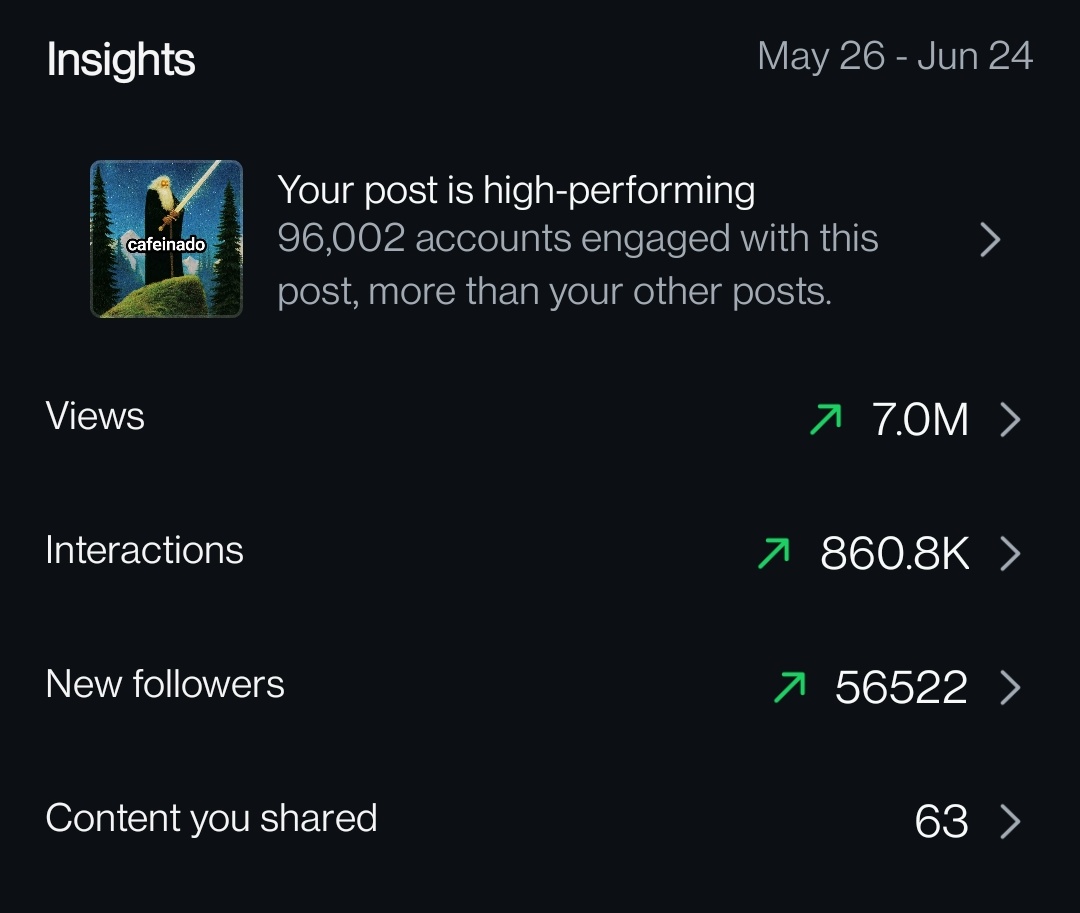 Insights
May 26 - Jun 24
cafeinado
Your post is high-performing
96,002 accounts engaged with this
post, more than your other posts.
Views
7.0M
Interactions
860.8K
New followers
56522
Content you shared
63